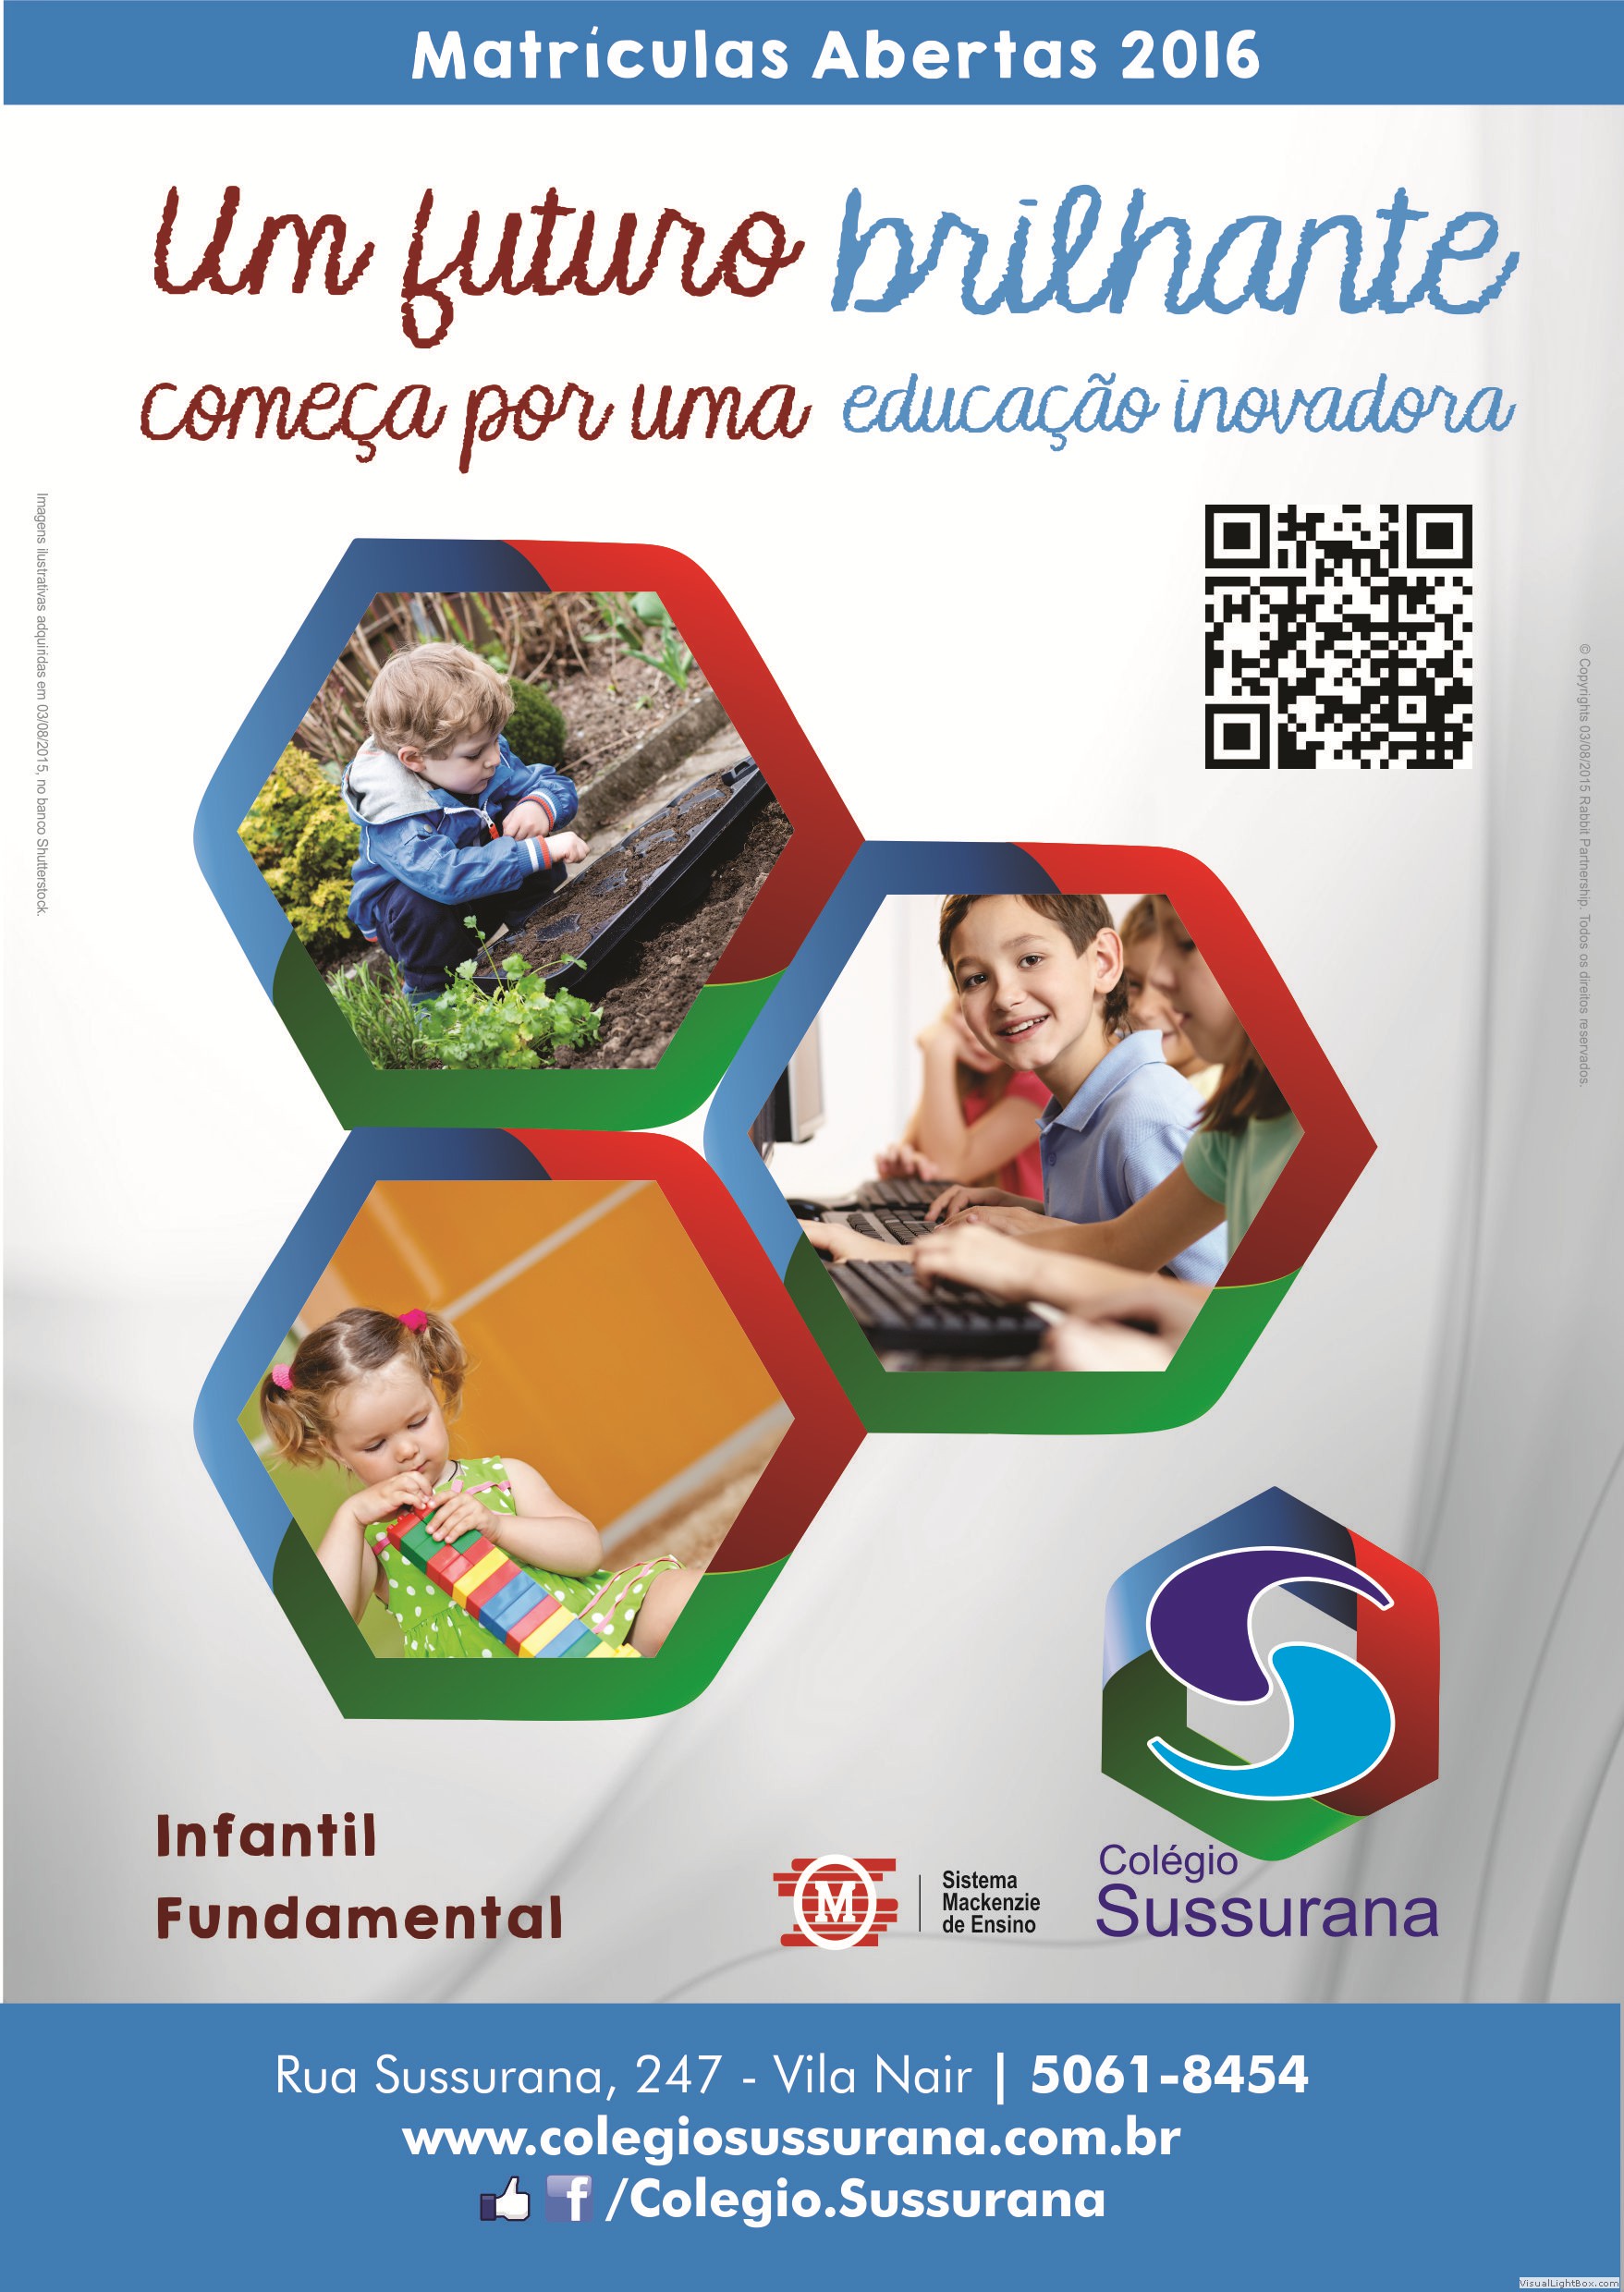 Matrículas Abertas 2016
Um futuro brilhante
começa por uma educação inovadora
Imagens ilustrativas adquiridas em 03/08/2015, no banco Shutterstock.
© Copyrights 03/08/2015 Rabbit Partnership. Todos os direitos reservados.
Infantil
Fundamental
M
Sistema
Mackenzie
de Ensino
Colégio
Sussurana
Rua Sussurana, 247 - Vila Nair | 5061-8454
www.colegiosussurana.com.br
f /Colegio.Sussurana
VisualLightBox.com